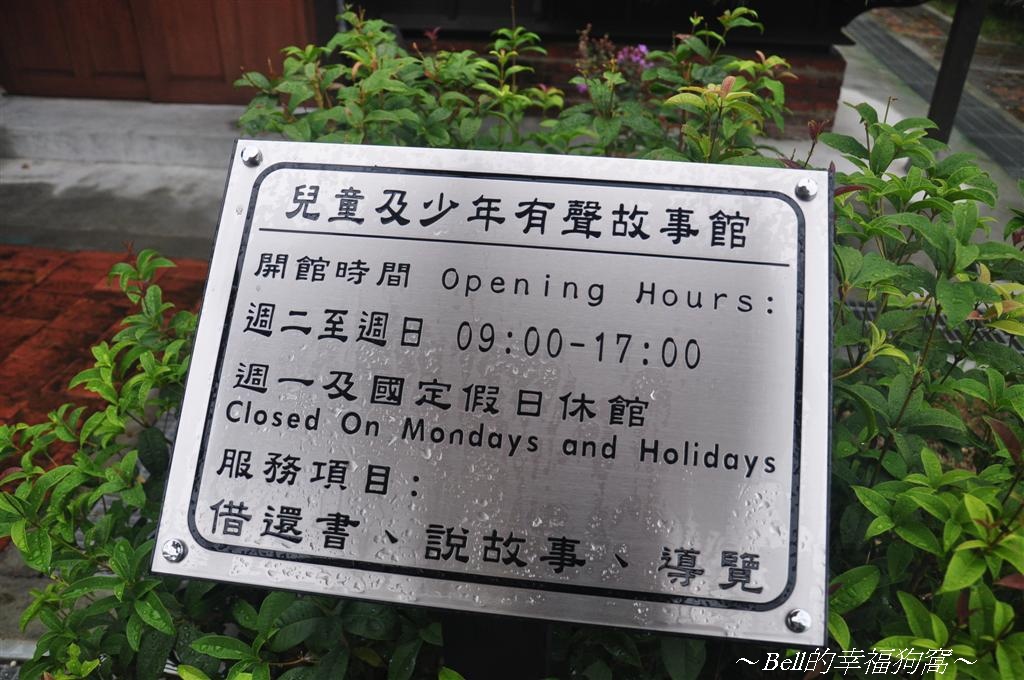 兒童及少年有聲故事館
開館時間 Opening Hours:
週二至週日 09:00-17:00
週一及國定假日休館
Closed On Mondays and Holidays
服務項目:
借還書、說故事、導覽
～Bell的幸福狗窩～